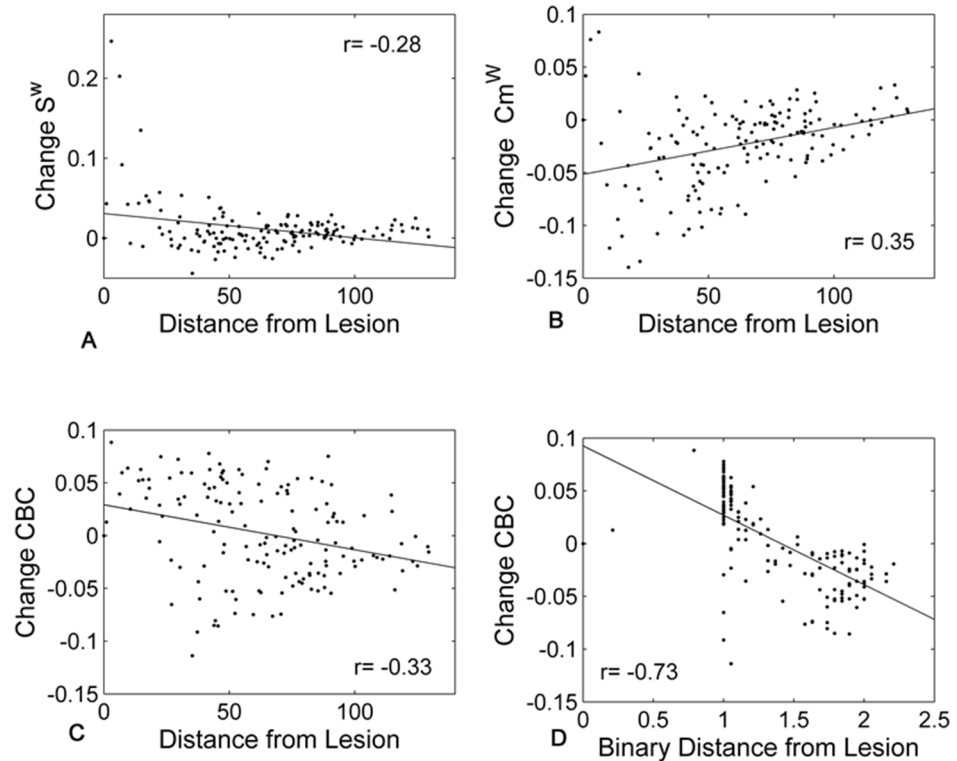 r= -0.28
0.2
0.1
0
Change S^w
0 50 100
Distance from Lesion
A
0.1
0.05
0
-0.05
-0.1
-0.15
Change Cm^W
r= 0.35
0 50 100
Distance from Lesion
B
0.1
0.05
0
-0.05
-0.1
-0.15
Change CBC
r= -0.33
0 50 100
Distance from Lesion
C
0.1
0.05
0
-0.05
-0.1
-0.15
Change CBC
r= -0.73
0 0.5 1 1.5 2 2.5
Binary Distance from Lesion
D